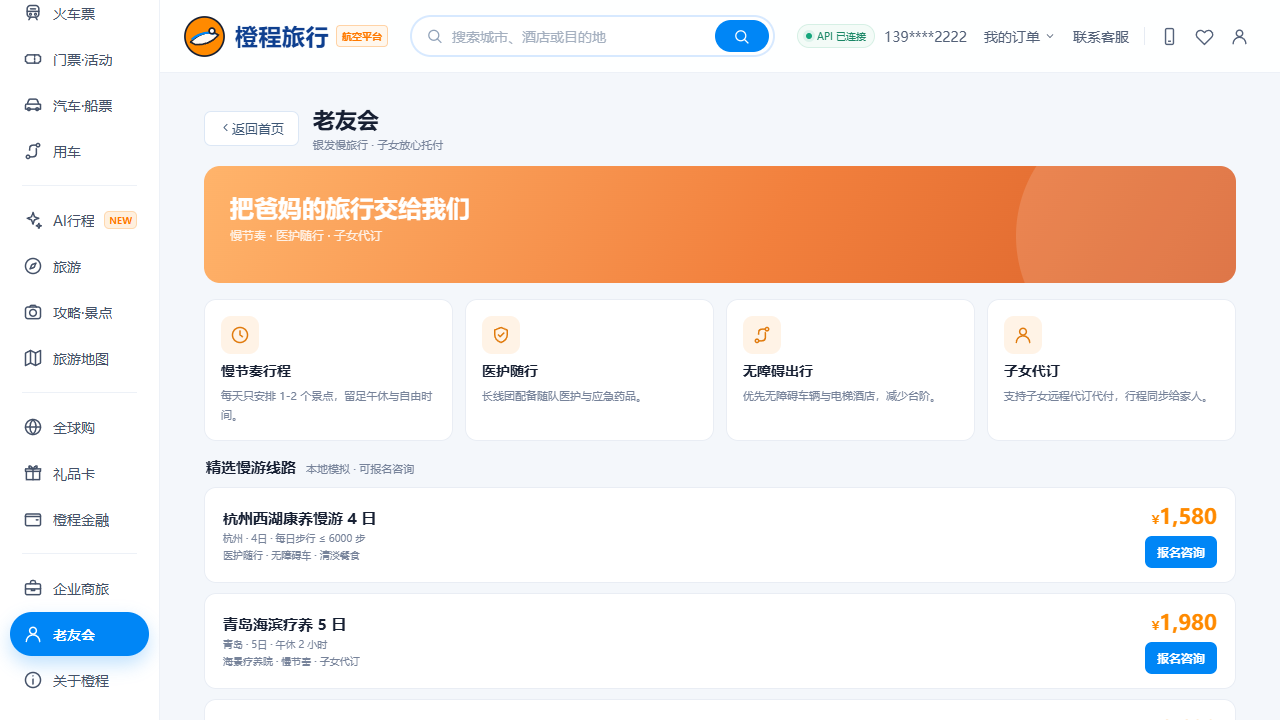 火车票
门票·活动
汽车·船票
用车
AI行程 NEW
旅游
攻略·景点
旅游地图
全球购
礼品卡
橙程金融
企业商旅
老友会
关于橙程
橙程旅行 航空平台
搜索城市、酒店或目的地
API 已连接 139****2222 我的订单 联系客服
返回首页
老友会
银发慢旅行 · 子女放心托付
把爸妈的旅行交给我们
慢节奏 · 医护随行 · 子女代订
慢节奏行程
每天只安排 1-2 个景点，留足午休与自由时
间。
医护随行
长线团配备随队医护与应急药品。
无障碍出行
优先无障碍车辆与电梯酒店，减少台阶。
子女代订
支持子女远程代订代付，行程同步给家人。
精选慢游线路 本地模拟 · 可报名咨询
杭州西湖康养慢游 4 日
杭州 · 4日 · 每日步行 ≤ 6000 步
医护随行 · 无障碍车 · 清淡餐食
¥1,580
报名咨询
青岛海滨疗养 5 日
青岛 · 5日 · 午休 2 小时
海景疗养院 · 慢节奏 · 子女代订
¥1,980
报名咨询